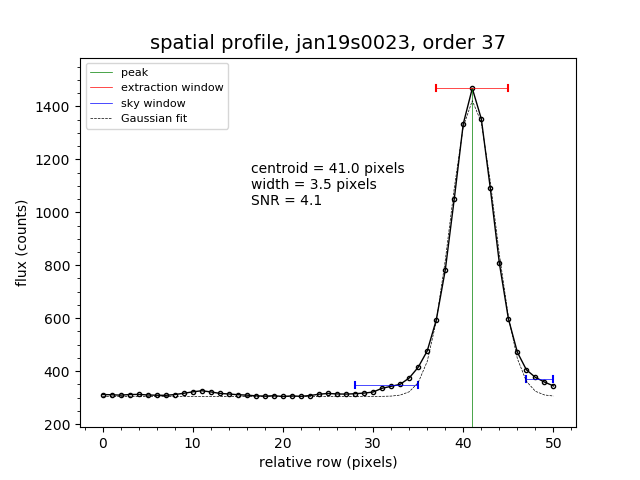 spatial profile, jan19s0023, order 37
peak
extraction window
sky window
Gaussian fit
centroid = 41.0 pixels
width = 3.5 pixels
SNR = 4.1
flux (counts)
1400
1200
1000
800
600
400
200
0 10 20 30 40 50
relative row (pixels)